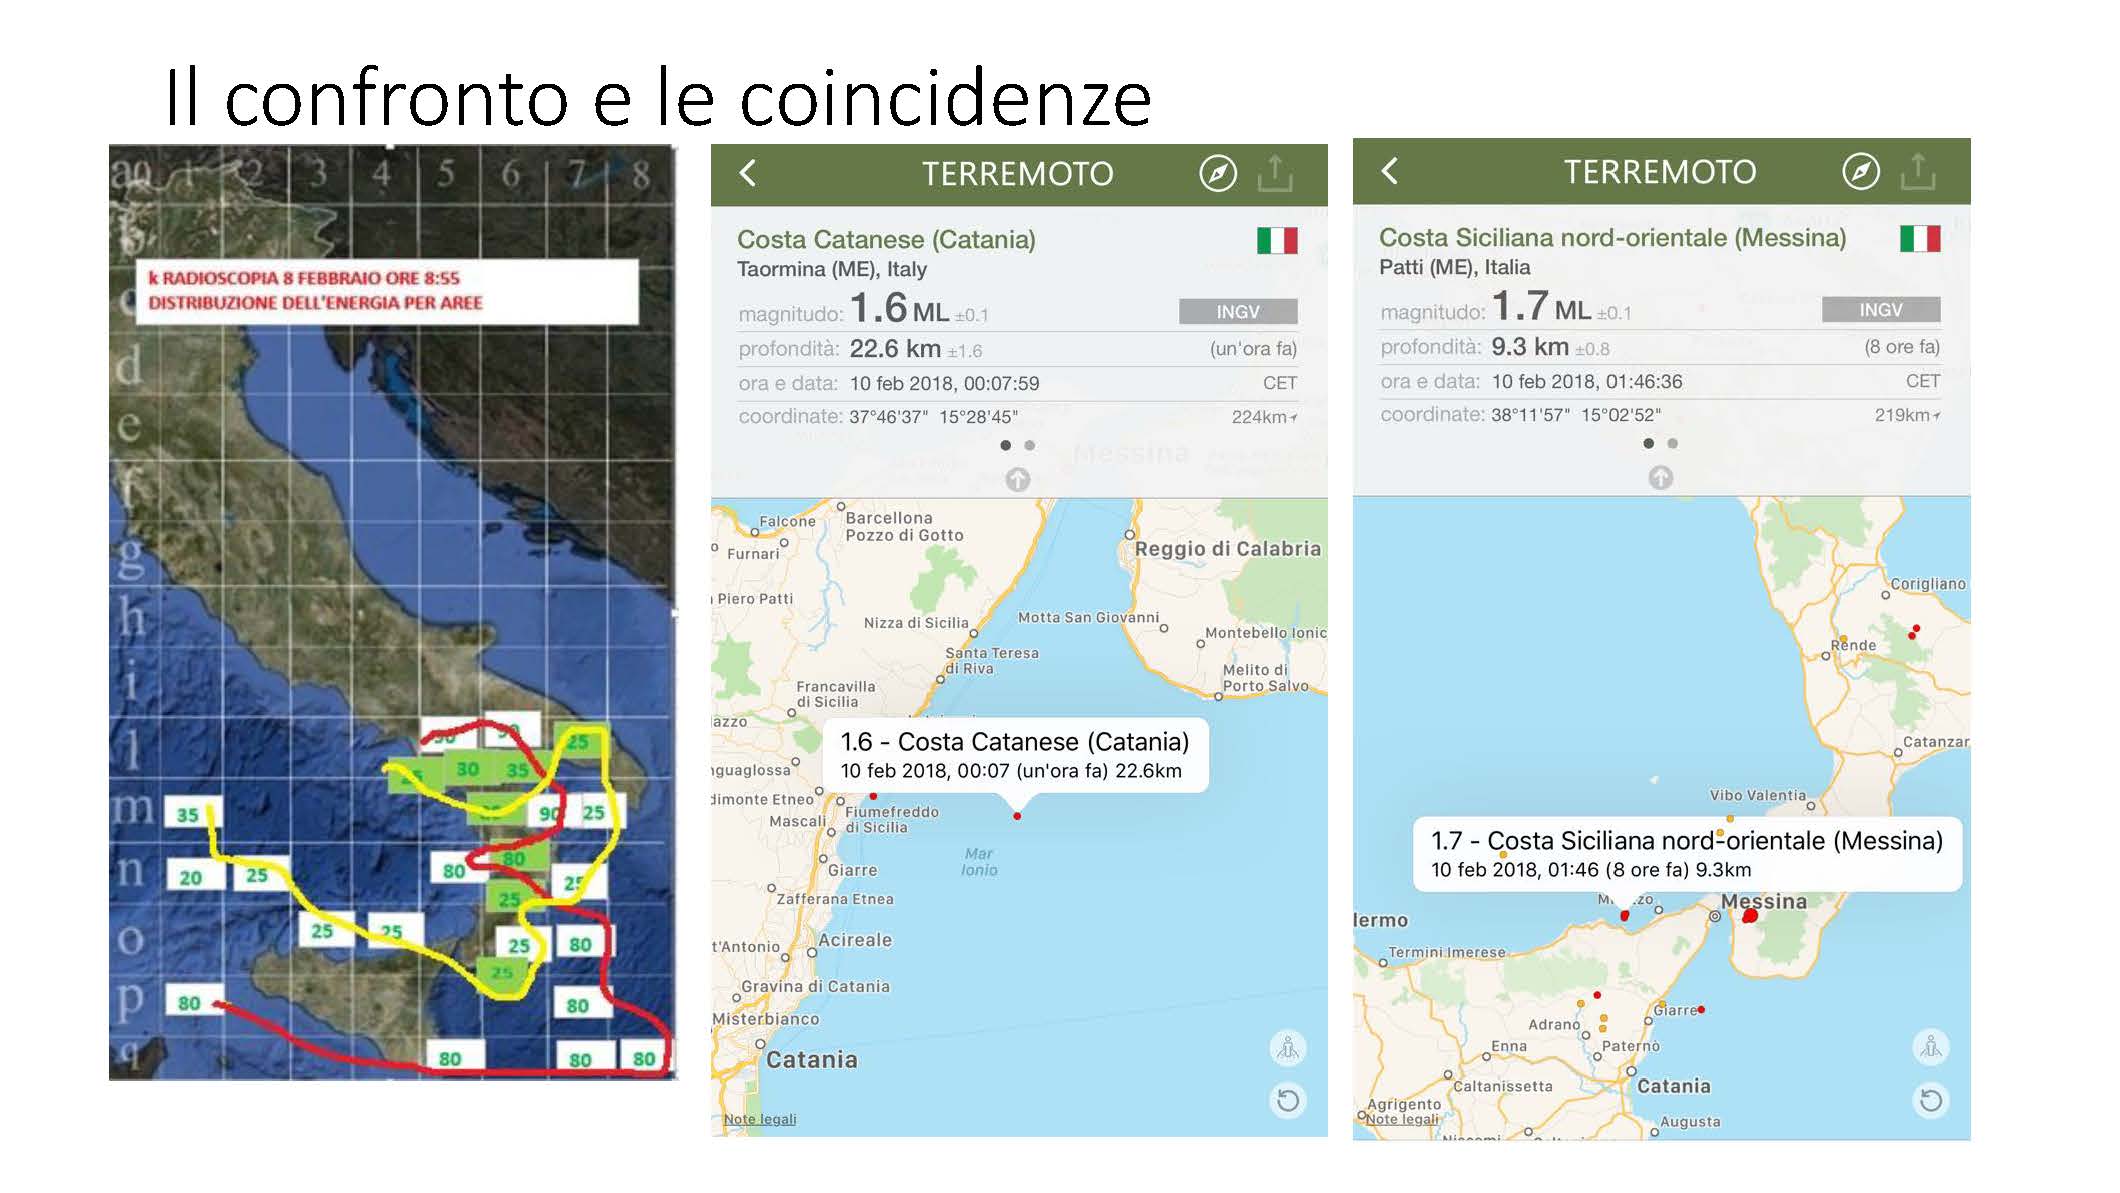 Il confronto e le coincidenze
a0 1 2 3 4 5 6 7 8
b
k RADIOSCOPIA 8 FEBBRAIO ORE 8:55
DISTRIBUZIONE DELL'ENERGIA PER AREE
c
d
e
f
g
h
i
l
25
30 35
m
35
90 25
n
20 25
80
80
25
25
o
25 25
25 80
25
p
80
80
q
80 80 80
TERREMOTO
Costa Catanese (Catania)
Taormina (ME), Italy
magnitudo: 1.6 ML ±0.1 INGV
profondità: 22.6 km ±1.6 (un'ora fa)
ora e data: 10 feb 2018, 00:07:59 CET
coordinate: 37°46'37" 15°28'45" 224km
Messina
Falcone
Barcellona
Pozzo di Gotto
Furnari
Reggio di Calabria
Piero Patti
Nizza di Sicilia
Motta San Giovanni
Montebello Ionic
Santa Teresa
di Riva
Melito di
Porto Salvo
Francavilla
di Sicilia
azzo
1.6 - Costa Catanese (Catania)
10 feb 2018, 00:07 (un'ora fa) 22.6km
nguaglossa
dimonte Etneo
Fiumefreddo
di Sicilia
Mascali
Mar
Ionio
Giarre
Zafferana Etnea
t'Antonio
Acireale
Gravina di Catania
Misterbianco
Catania
Note legali
TERREMOTO
Costa Siciliana nord-orientale (Messina)
Patti (ME), Italia
magnitudo: 1.7 ML ±0.1 INGV
profondità: 9.3 km ±0.8 (8 ore fa)
ora e data: 10 feb 2018, 01:46:36 CET
coordinate: 38°11'57" 15°02'52" 219km
Corigliano
Rende
Catanzar
Vibo Valentia
1.7 - Costa Siciliana nord-orientale (Messina)
10 feb 2018, 01:46 (8 ore fa) 9.3km
Messina
lermo
Termini Imerese
Giarre
Adrano
Enna
Paternò
Caltanissetta
Catania
Agrigento
Note legali
Augusta